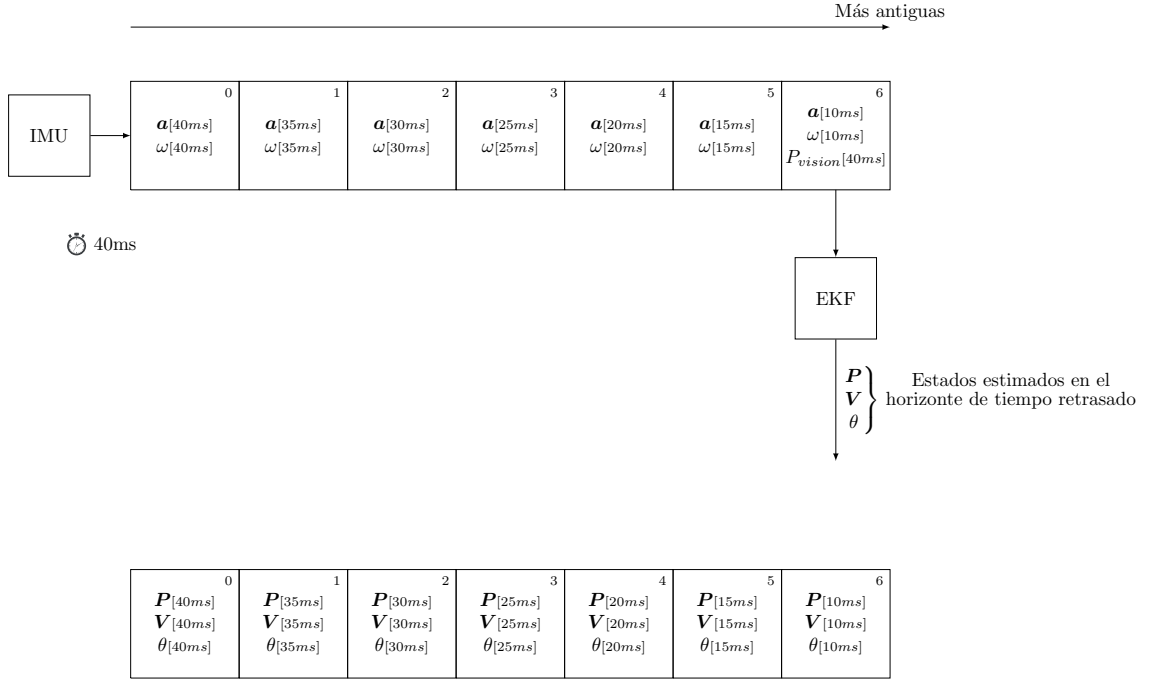 Más antiguas
0 1 2 3 4 5 6
IMU
a[40ms] a[35ms] a[30ms] a[25ms] a[20ms] a[15ms] a[10ms]
ω[40ms] ω[35ms] ω[30ms] ω[25ms] ω[20ms] ω[15ms] ω[10ms]
P_vision[40ms]
40ms
EKF
P
V
θ
Estados estimados en el
horizonte de tiempo retrasado
0 1 2 3 4 5 6
P[40ms] P[35ms] P[30ms] P[25ms] P[20ms] P[15ms] P[10ms]
V[40ms] V[35ms] V[30ms] V[25ms] V[20ms] V[15ms] V[10ms]
θ[40ms] θ[35ms] θ[30ms] θ[25ms] θ[20ms] θ[15ms] θ[10ms]